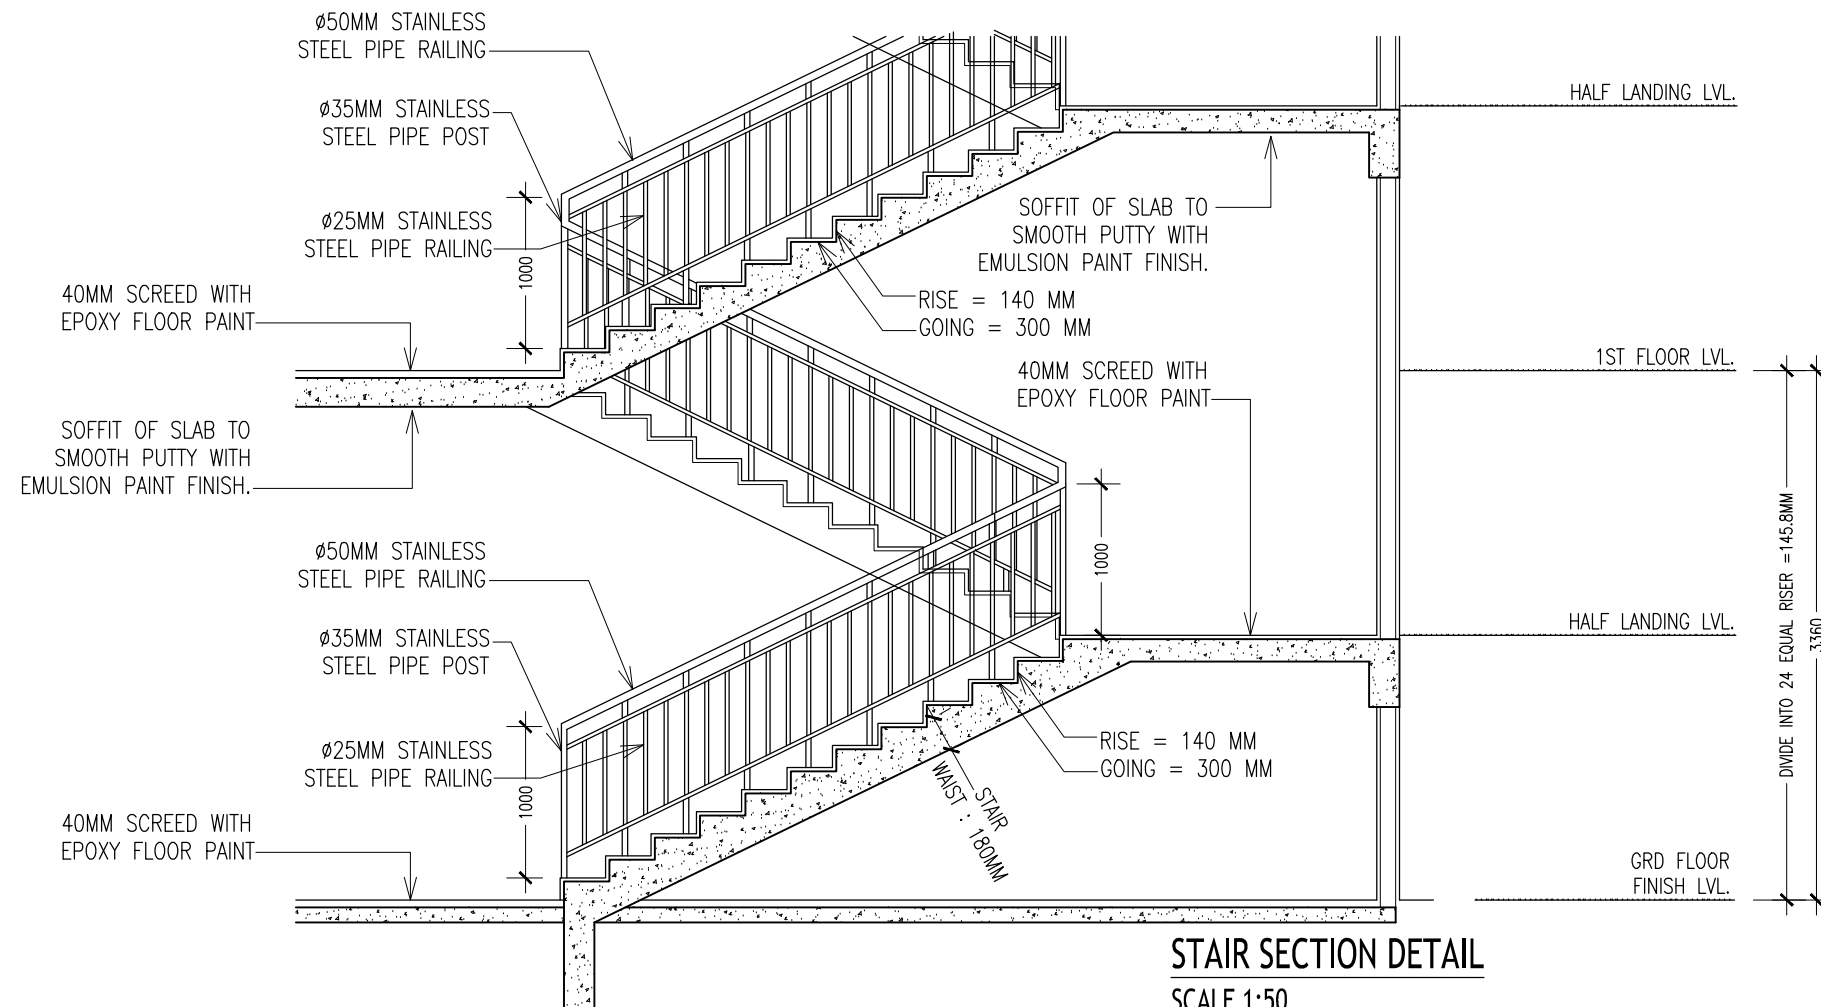 ø50MM STAINLESS
STEEL PIPE RAILING
ø35MM STAINLESS
STEEL PIPE POST
ø25MM STAINLESS
STEEL PIPE RAILING
1000
40MM SCREED WITH
EPOXY FLOOR PAINT
SOFFIT OF SLAB TO
SMOOTH PUTTY WITH
EMULSION PAINT FINISH.
HALF LANDING LVL.
SOFFIT OF SLAB TO
SMOOTH PUTTY WITH
EMULSION PAINT FINISH.
RISE = 140 MM
GOING = 300 MM
1ST FLOOR LVL.
40MM SCREED WITH
EPOXY FLOOR PAINT
ø50MM STAINLESS
STEEL PIPE RAILING
ø35MM STAINLESS
STEEL PIPE POST
ø25MM STAINLESS
STEEL PIPE RAILING
1000
1000
40MM SCREED WITH
EPOXY FLOOR PAINT
HALF LANDING LVL.
RISE = 140 MM
GOING = 300 MM
STAIR
WAIST : 180MM
DIVIDE INTO 24 EQUAL RISER =145.8MM
3360
GRD FLOOR
FINISH LVL.
STAIR SECTION DETAIL
SCALE 1:50